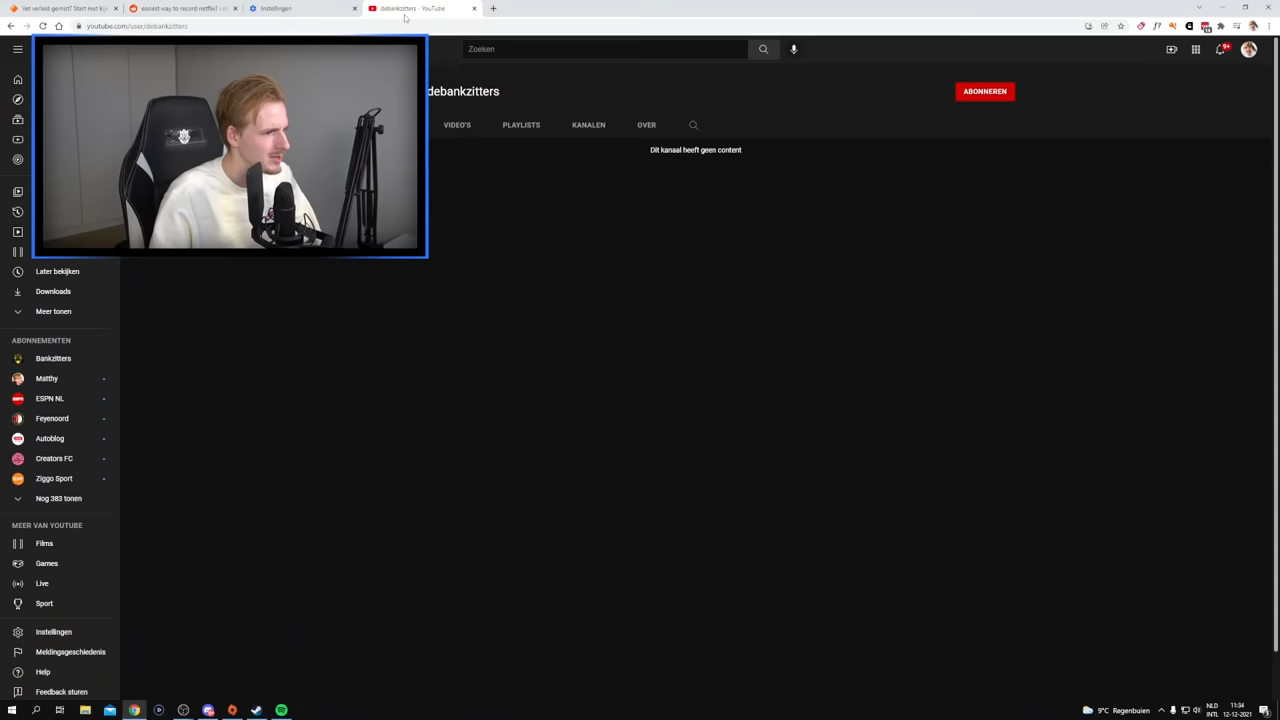 Vet verleid gemist? Start met kijk
easiest way to record netflix?
Instellingen
debankzitters - YouTube
youtube.com/user/debankzitters
Zoeken
9+
debankzitters
ABONNEREN
VIDEO'S
PLAYLISTS
KANALEN
OVER
Dit kanaal heeft geen content
Later bekijken
Downloads
Meer tonen
ABONNEMENTEN
Bankzitters
Matthy
ESPN NL
Feyenoord
Autoblog
Creators FC
Ziggo Sport
Nog 383 tonen
MEER VAN YOUTUBE
Films
Games
Live
Sport
Instellingen
Meldingsgeschiedenis
Help
Feedback sturen
9°C Regenbuien
NLD
INTL
11:34
12-12-2021